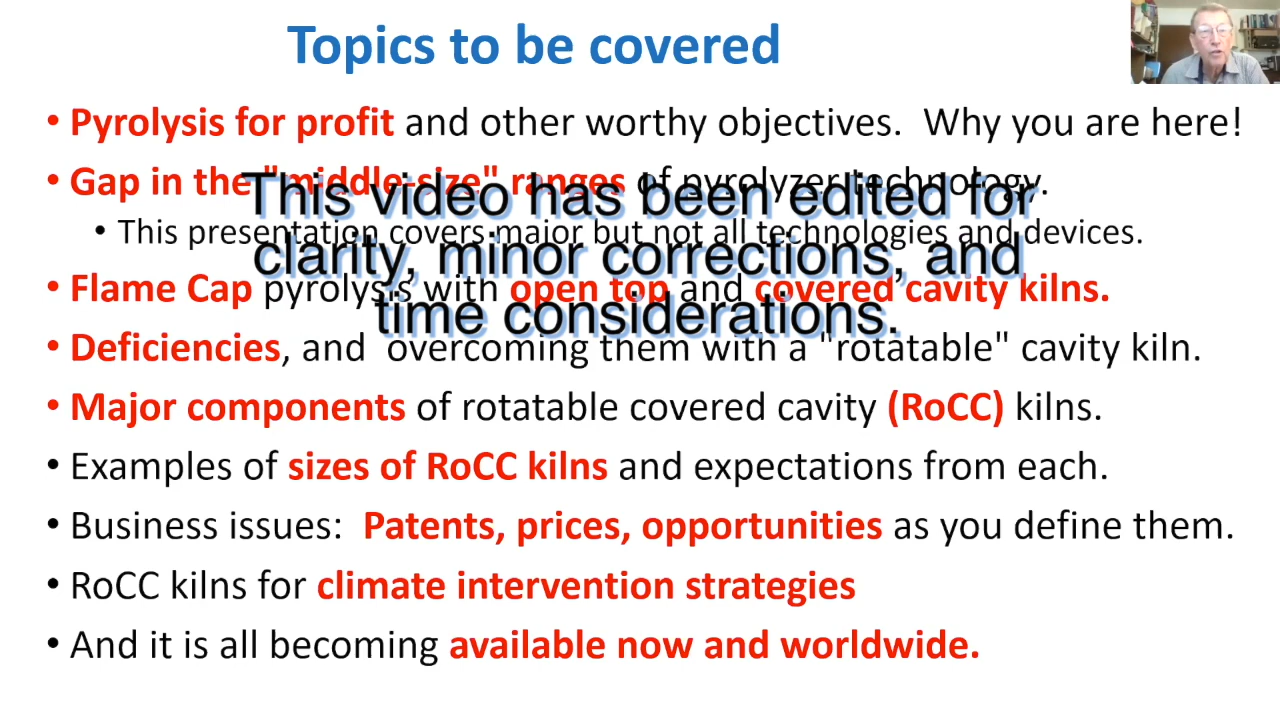 Topics to be covered
• Pyrolysis for profit and other worthy objectives.  Why you are here!
• Gap in the "middle-size" ranges of pyrolyzer technology.
• This presentation covers major but not all technologies and devices.
• Flame Cap pyrolysis with open top and covered cavity kilns.
• Deficiencies, and  overcoming them with a "rotatable" cavity kiln.
• Major components of rotatable covered cavity (RoCC) kilns.
• Examples of sizes of RoCC kilns and expectations from each.
• Business issues:  Patents, prices, opportunities as you define them.
• RoCC kilns for climate intervention strategies
• And it is all becoming available now and worldwide.
This video has been edited for
clarity, minor corrections, and
time considerations.